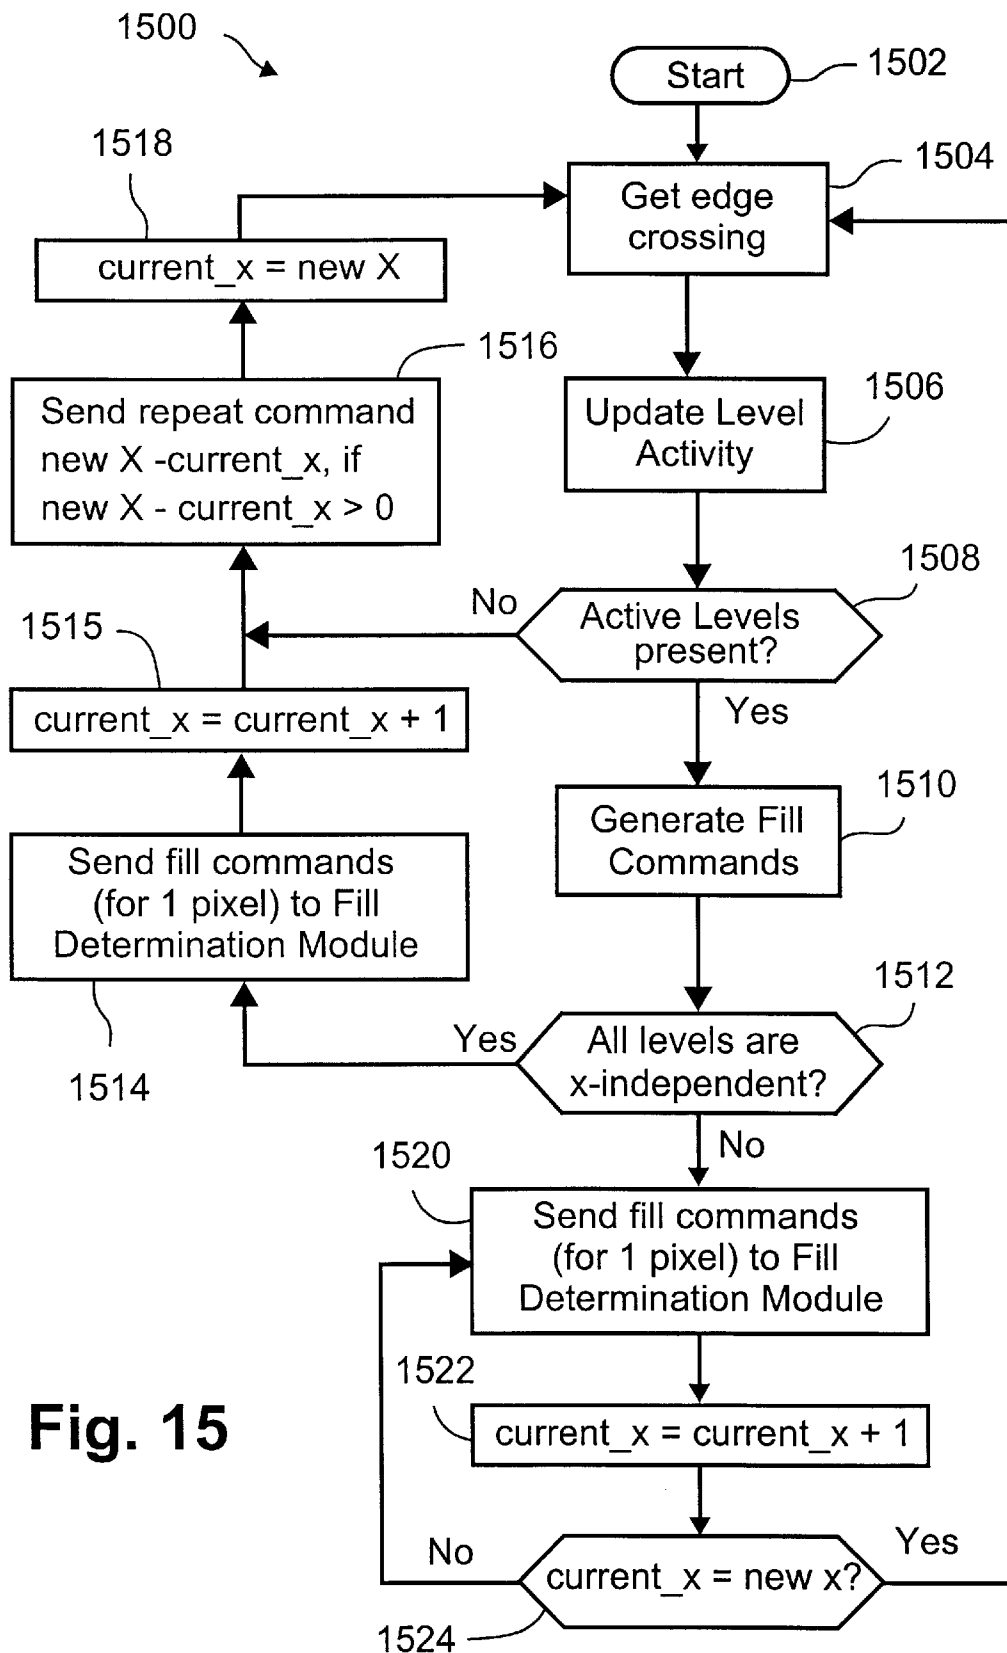 1500
Start
1502
1518
1504
Get edge
crossing
current_x = new X
1516
Send repeat command
new X -current_x, if
new X - current_x > 0
1506
Update Level
Activity
1508
No
Active Levels
present?
1515
current_x = current_x + 1
Yes
1510
Generate Fill
Commands
Send fill commands
(for 1 pixel) to Fill
Determination Module
1512
Yes
All levels are
x-independent?
1514
No
1520
Send fill commands
(for 1 pixel) to Fill
Determination Module
1522
current_x = current_x + 1
Fig. 15
No
current_x = new x?
Yes
1524